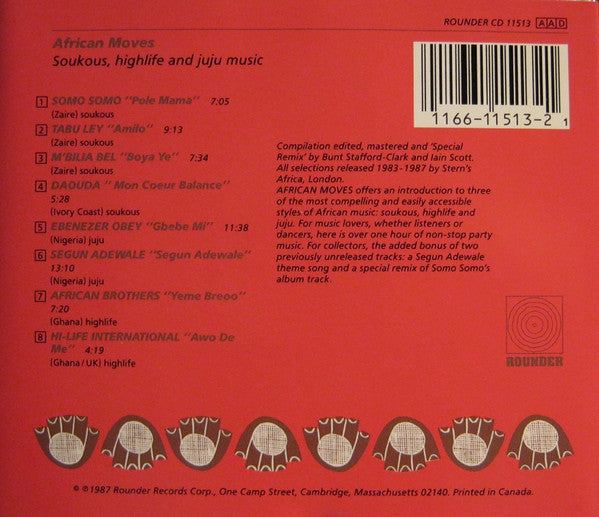 ROUNDER CD 11513 AAD
African Moves
Soukous, highlife and juju music
1 SOMO SOMO "Pole Mama" 7:05
(Zaire) soukous
2 TABU LEY "Amilo" 9:13
(Zaire) soukous
3 M'BILIA BEL "Boya Ye" 7:34
(Zaire) soukous
4 DAOUDA "Mon Coeur Balance"
5:28
(Ivory Coast) soukous
5 EBENEZER OBEY "Gbebe Mi" 11:38
(Nigeria) juju
6 SEGUN ADEWALE "Segun Adewale"
13:10
(Nigeria) juju
7 AFRICAN BROTHERS "Yeme Breoo"
7:20
(Ghana) highlife
8 HI-LIFE INTERNATIONAL "Awo De
Me" 4:19
(Ghana/UK) highlife
1166-11513-2 1
Compilation edited, mastered and 'Special
Remix' by Bunt Stafford-Clark and Iain Scott.
All selections released 1983-1987 by Stern's
Africa, London.
AFRICAN MOVES offers an introduction to three
of the most compelling and easily accessible
styles of African music: soukous, highlife and
juju. For music lovers, whether listeners or
dancers, here is over one hour of non-stop party
music. For collectors, the added bonus of two
previously unreleased tracks: a Segun Adewale
theme song and a special remix of Somo Somo's
album track.
ROUNDER
© ℗ 1987 Rounder Records Corp., One Camp Street, Cambridge, Massachusetts 02140. Printed in Canada.